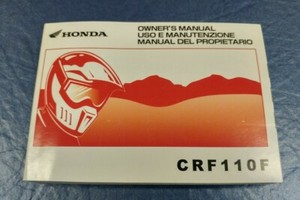 HONDA
OWNER'S MANUAL
USO E MANUTENZIONE
MANUAL DEL PROPIETARIO
CRF110F